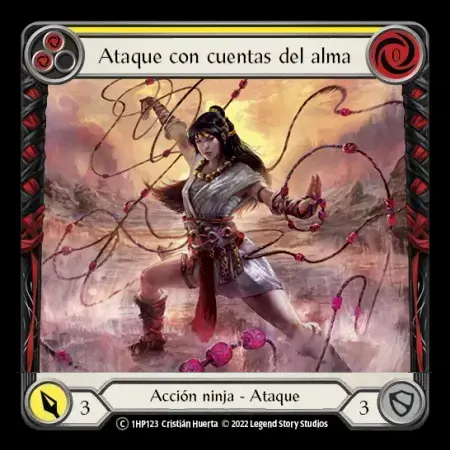 Ataque con cuentas del alma
0
Acción ninja - Ataque
3
3
C 1HP123 Cristián Huerta © 2022 Legend Story Studios